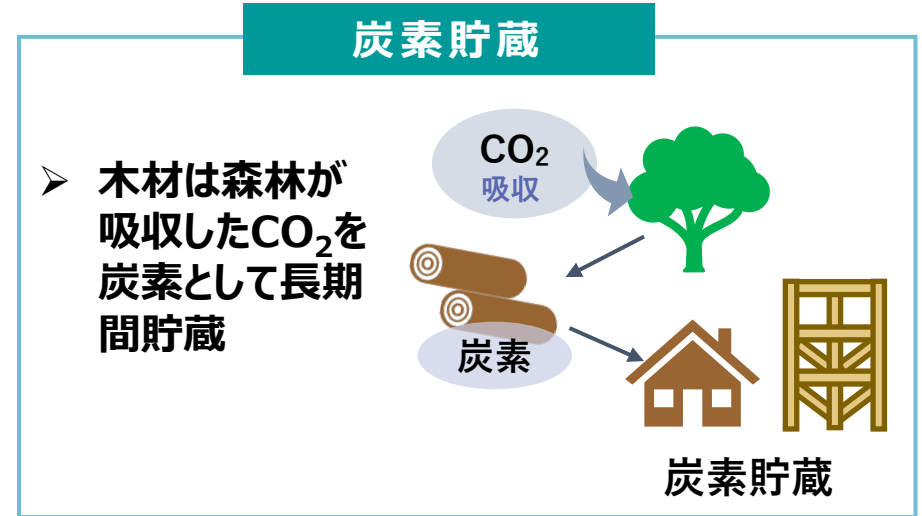 炭素貯蔵
➢ 木材は森林が
吸収したCO₂を
炭素として長期
間貯蔵
CO₂
吸収
炭素
炭素貯蔵